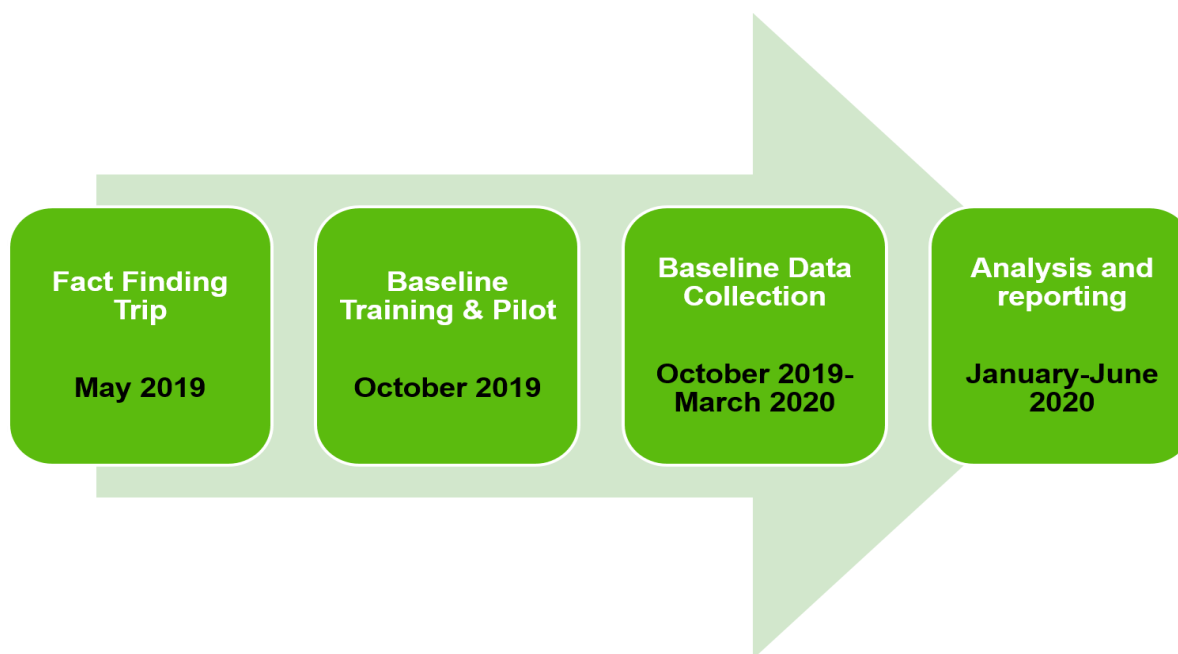 Fact Finding
Trip
May 2019
Baseline
Training & Pilot
October 2019
Baseline Data
Collection
October 2019-
March 2020
Analysis and
reporting
January-June
2020